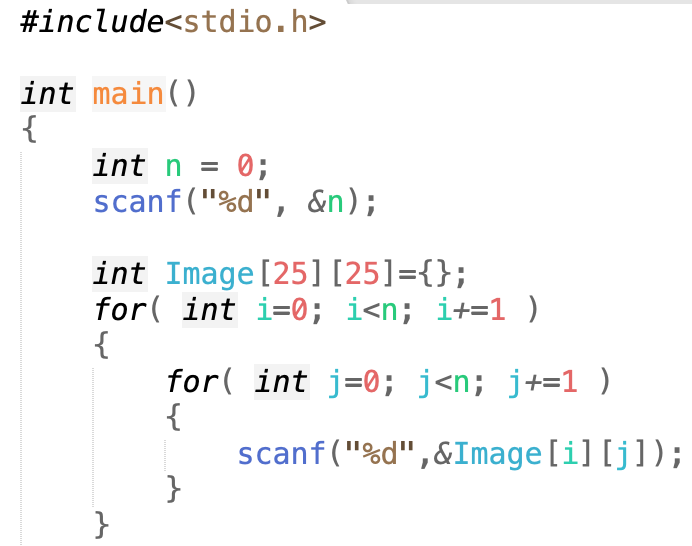 #include<stdio.h>
int main()
{
int n = 0;
scanf("%d", &n);
int Image[25][25]={};
for( int i=0; i<n; i+=1 )
{
for( int j=0; j<n; j+=1 )
{
scanf("%d",&Image[i][j]);
}
}